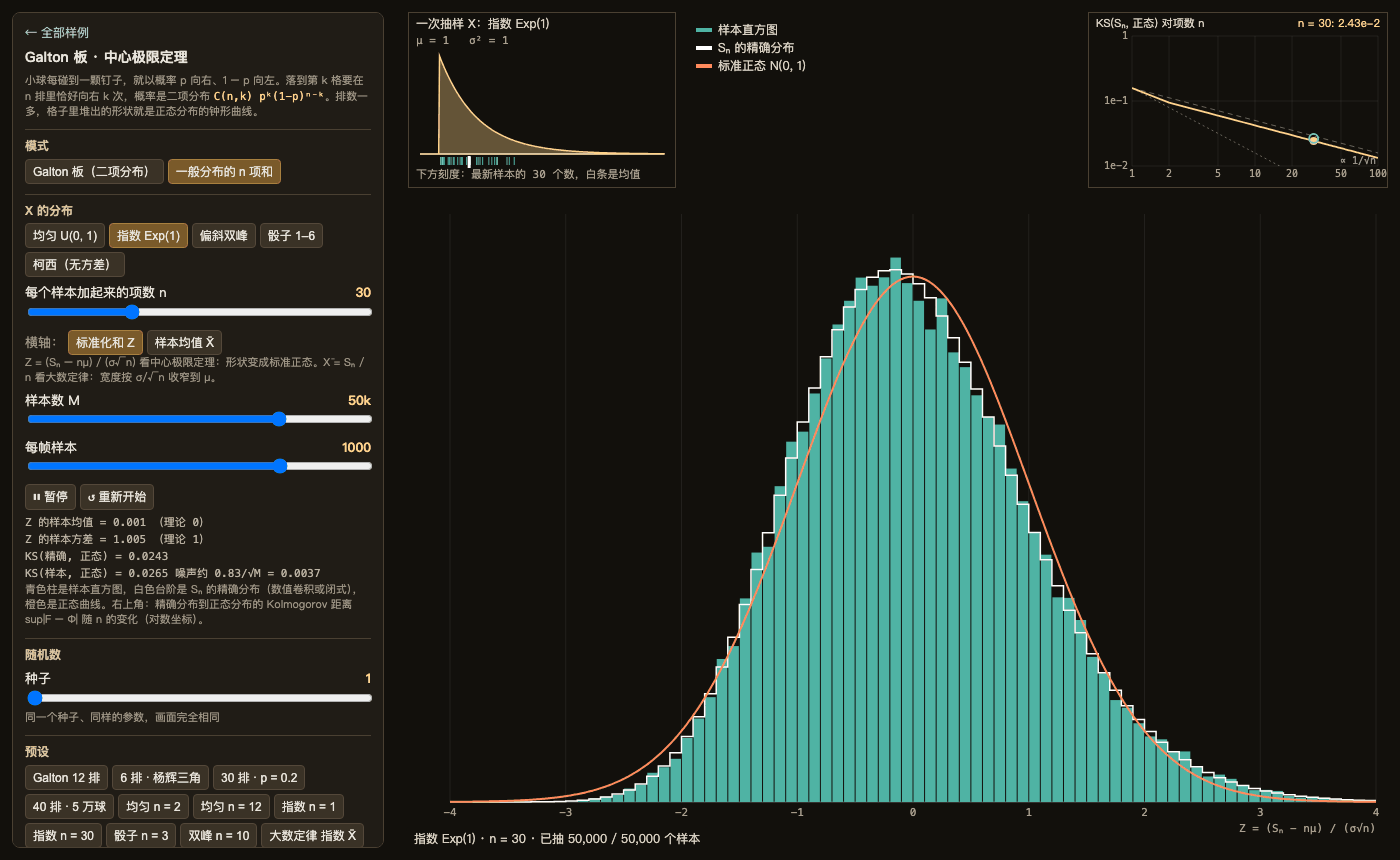 ← 全部样例
Galton 板 · 中心极限定理
小球每碰到一颗钉子，就以概率 p 向右、1 − p 向左。落到第 k 格要在
n 排里恰好向右 k 次，概率是二项分布 C(n,k) pᵏ(1−p)ⁿ⁻ᵏ。排数一
多，格子里堆出的形状就是正态分布的钟形曲线。
模式
Galton 板（二项分布）
一般分布的 n 项和
X 的分布
均匀 U(0, 1)
指数 Exp(1)
偏斜双峰
骰子 1–6
柯西（无方差）
每个样本加起来的项数 n
30
横轴：
标准化和 Z
样本均值 X̄
Z = (Sₙ − nμ) / (σ√n) 看中心极限定理：形状变成标准正态。X̄ = Sₙ /
n 看大数定律：宽度按 σ/√n 收窄到 μ。
样本数 M
50k
每帧样本
1000
⏸ 暂停
↺ 重新开始
Z 的样本均值 = 0.001 （理论 0）
Z 的样本方差 = 1.005 （理论 1）
KS(精确, 正态) = 0.0243
KS(样本, 正态) = 0.0265 噪声约 0.83/√M = 0.0037
青色柱是样本直方图，白色台阶是 Sₙ 的精确分布（数值卷积或闭式），
橙色是正态曲线。右上角：精确分布到正态分布的 Kolmogorov 距离
sup|F − Φ| 随 n 的变化（对数坐标）。
随机数
种子
1
同一个种子、同样的参数，画面完全相同
预设
Galton 12 排
6 排 · 杨辉三角
30 排 · p = 0.2
40 排 · 5 万球
均匀 n = 2
均匀 n = 12
指数 n = 1
指数 n = 30
骰子 n = 3
双峰 n = 10
大数定律 指数 X̄
一次抽样 X：指数 Exp(1)
μ = 1 σ² = 1
下方刻度：最新样本的 30 个数，白条是均值
样本直方图
Sₙ 的精确分布
标准正态 N(0, 1)
KS(Sₙ, 正态) 对项数 n
n = 30: 2.43e−2
1
1e−1
1e−2
∝ 1/√n
1 2 5 10 20 50 100
−4 −3 −2 −1 0 1 2 3 4
Z = (Sₙ − nμ) / (σ√n)
指数 Exp(1) · n = 30 · 已抽 50,000 / 50,000 个样本